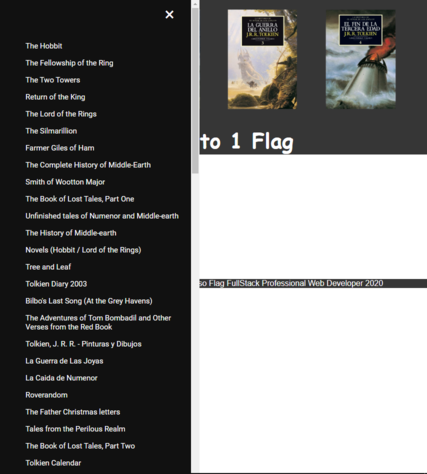 ×
The Hobbit
The Fellowship of the Ring
The Two Towers
Return of the King
The Lord of the Rings
The Silmarillion
Farmer Giles of Ham
The Complete History of Middle-Earth
Smith of Wootton Major
The Book of Lost Tales, Part One
Unfinished tales of Numenor and Middle-earth
The History of Middle-earth
Novels (Hobbit / Lord of the Rings)
Tree and Leaf
Tolkien Diary 2003
Bilbo's Last Song (At the Grey Havens)
The Adventures of Tom Bombadil and Other
Verses from the Red Book
Tolkien, J. R. R. - Pinturas y Dibujos
La Guerra de Las Joyas
La Caida de Numenor
Roverandom
The Father Christmas letters
Tales from the Perilous Realm
The Book of Lost Tales, Part Two
Tolkien Calendar
LA GUERRA
DEL ANILLO
J.R.R. TOLKIEN
EL FIN DE LA
TERCERA EDAD
J.R.R. TOLKIEN
to 1 Flag
so Flag FullStack Professional Web Developer 2020